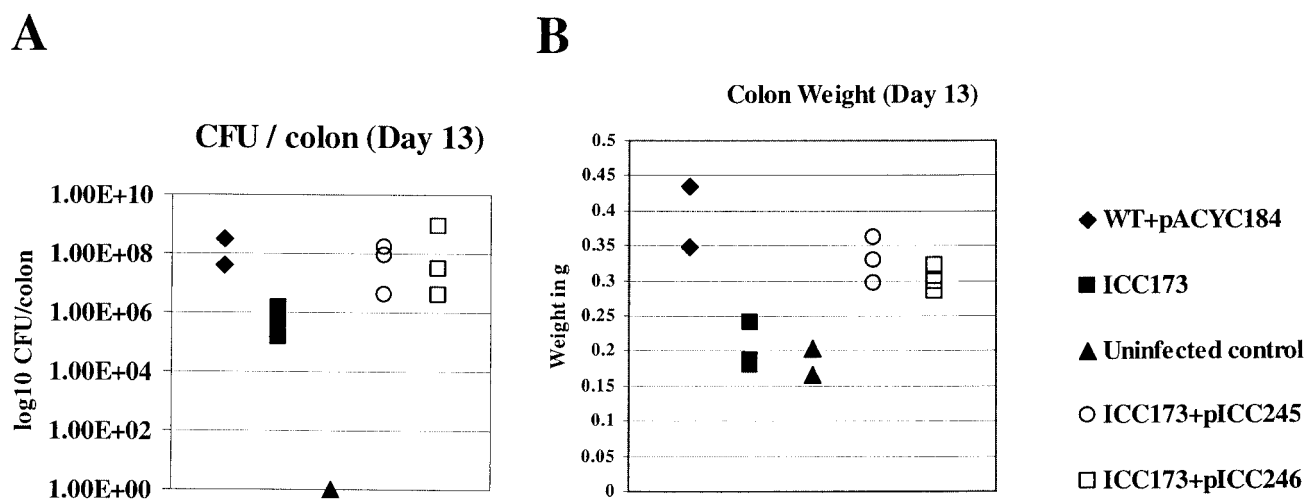 A
B
CFU / colon (Day 13)
Colon Weight (Day 13)
log10 CFU/colon
1.00E+10
1.00E+08
1.00E+06
1.00E+04
1.00E+02
1.00E+00
Weight in g
0.5
0.45
0.4
0.35
0.3
0.25
0.2
0.15
0.1
0.05
0
WT+pACYC184
ICC173
Uninfected control
ICC173+pICC245
ICC173+pICC246